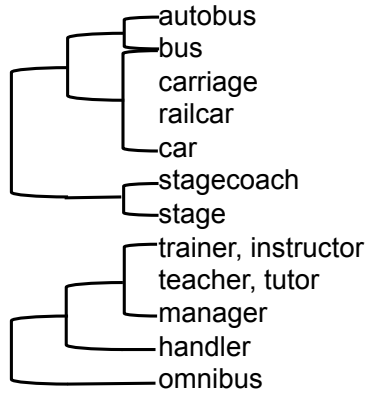 autobus
bus
carriage
railcar
car
stagecoach
stage
trainer, instructor
teacher, tutor
manager
handler
omnibus